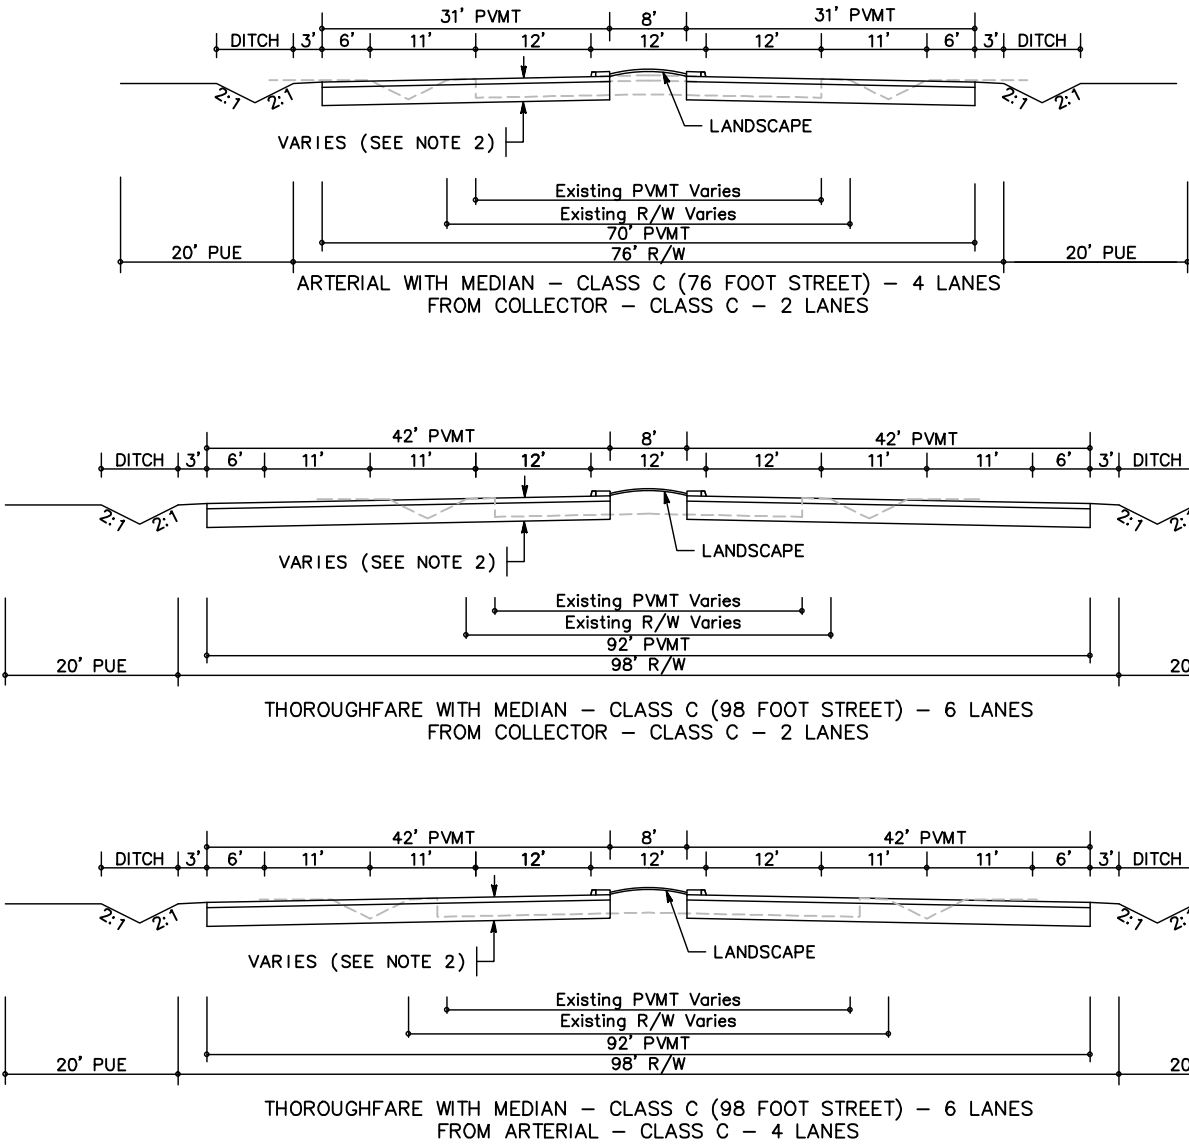 31' PVMT 8' 31' PVMT
DITCH 3' 6' 11' 12' 12' 12' 11' 6' 3' DITCH
2:1 2:1 2:1 2:1
LANDSCAPE
VARIES (SEE NOTE 2)
Existing PVMT Varies
Existing R/W Varies
70' PVMT
20' PUE 76' R/W 20' PUE
ARTERIAL WITH MEDIAN – CLASS C (76 FOOT STREET) – 4 LANES
FROM COLLECTOR – CLASS C – 2 LANES
42' PVMT 8' 42' PVMT
DITCH 3' 6' 11' 11' 12' 12' 12' 11' 11' 6' 3' DITCH
2:1 2:1 2:1 2:
LANDSCAPE
VARIES (SEE NOTE 2)
Existing PVMT Varies
Existing R/W Varies
92' PVMT
20' PUE 98' R/W 20
THOROUGHFARE WITH MEDIAN – CLASS C (98 FOOT STREET) – 6 LANES
FROM COLLECTOR – CLASS C – 2 LANES
42' PVMT 8' 42' PVMT
DITCH 3' 6' 11' 11' 12' 12' 12' 11' 11' 6' 3' DITCH
2:1 2:1 2:1 2:
LANDSCAPE
VARIES (SEE NOTE 2)
Existing PVMT Varies
Existing R/W Varies
92' PVMT
20' PUE 98' R/W 20
THOROUGHFARE WITH MEDIAN – CLASS C (98 FOOT STREET) – 6 LANES
FROM ARTERIAL – CLASS C – 4 LANES